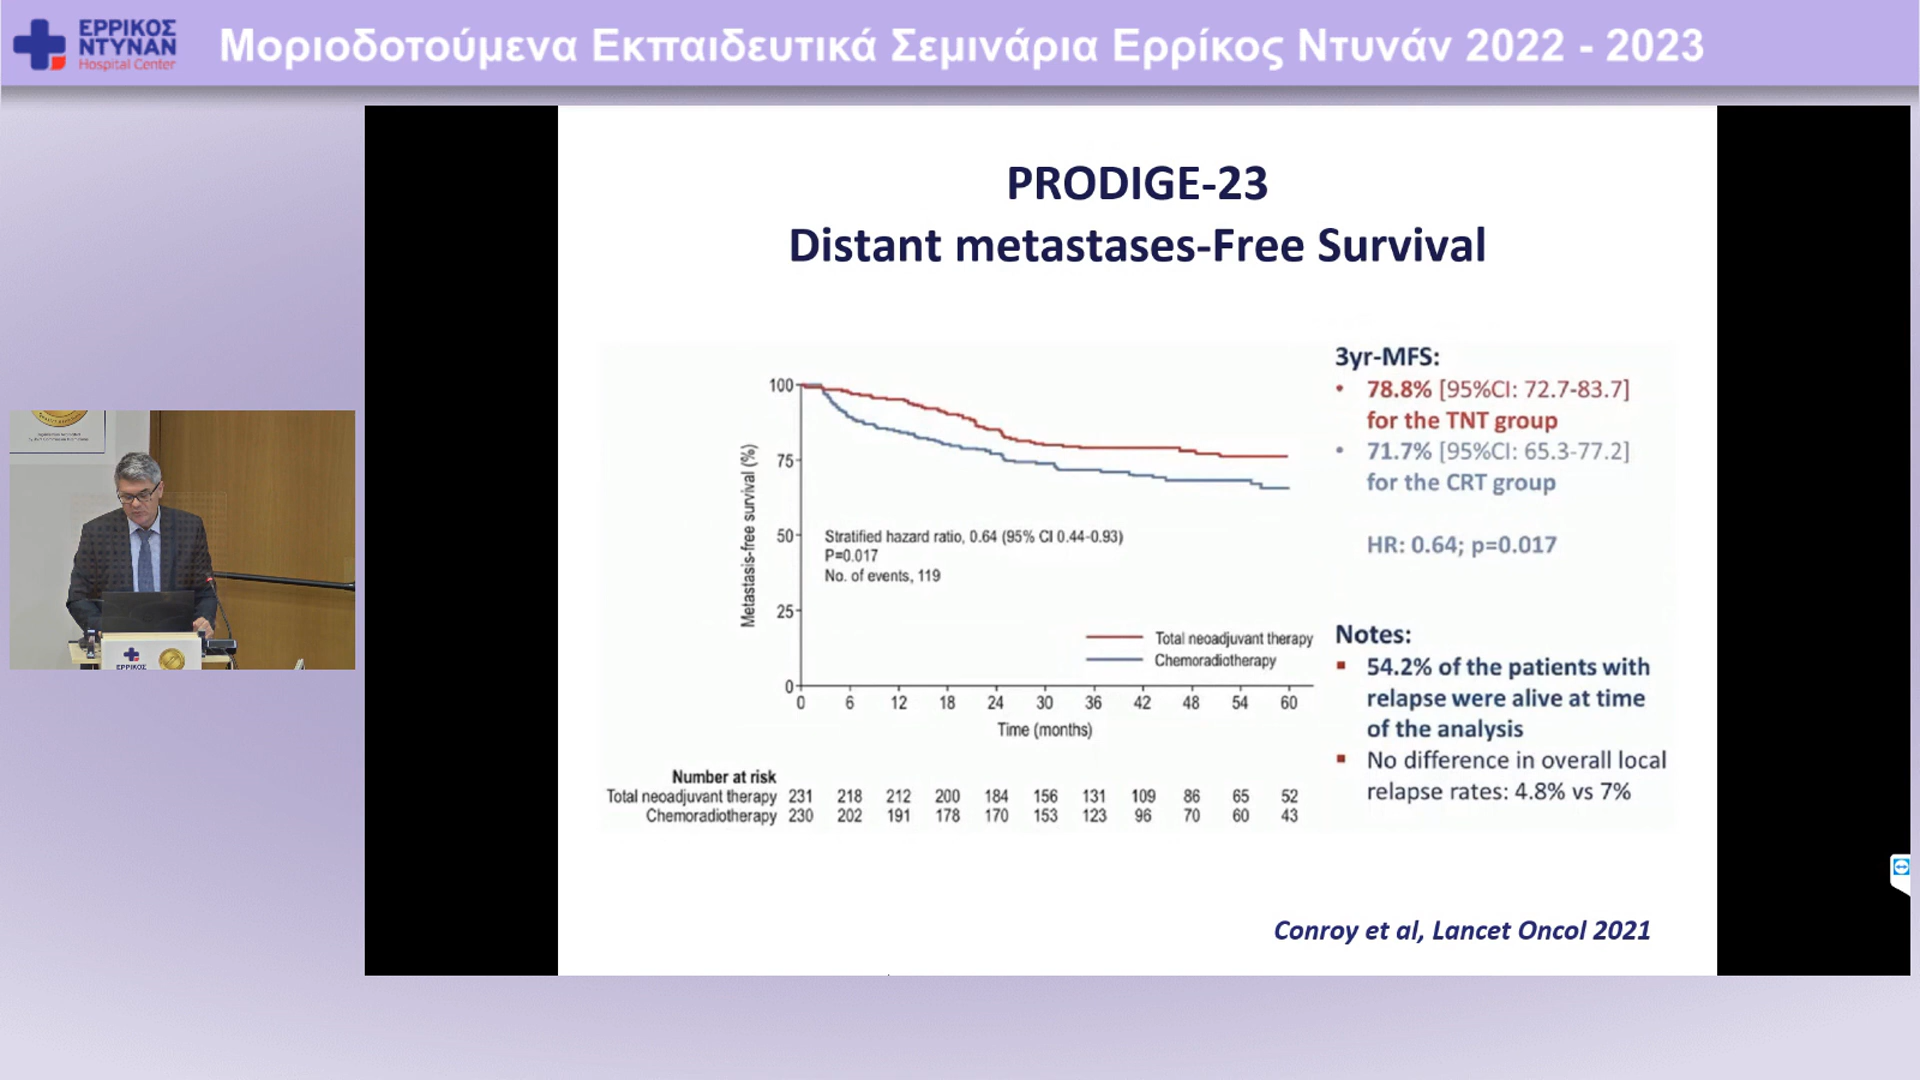 ΕΡΡΙΚΟΣ
ΝΤΥΝΑΝ
Hospital Center
Μοριοδοτούμενα Εκπαιδευτικά Σεμινάρια Ερρίκος Ντυνάν 2022 - 2023
PRODIGE-23
Distant metastases-Free Survival
Metastasis-free survival (%)
100
75
50
25
0
Stratified hazard ratio, 0.64 (95% CI 0.44-0.93)
P=0.017
No. of events, 119
Total neoadjuvant therapy
Chemoradiotherapy
0 6 12 18 24 30 36 42 48 54 60
Time (months)
Number at risk
Total neoadjuvant therapy 231 218 212 200 184 156 131 109 86 65 52
Chemoradiotherapy 230 202 191 178 170 153 123 96 70 60 43
3yr-MFS:
• 78.8% [95%CI: 72.7-83.7]
for the TNT group
• 71.7% [95%CI: 65.3-77.2]
for the CRT group
HR: 0.64; p=0.017
Notes:
▪ 54.2% of the patients with
relapse were alive at time
of the analysis
▪ No difference in overall local
relapse rates: 4.8% vs 7%
Conroy et al, Lancet Oncol 2021
ΕΡΡΙΚΟΣ